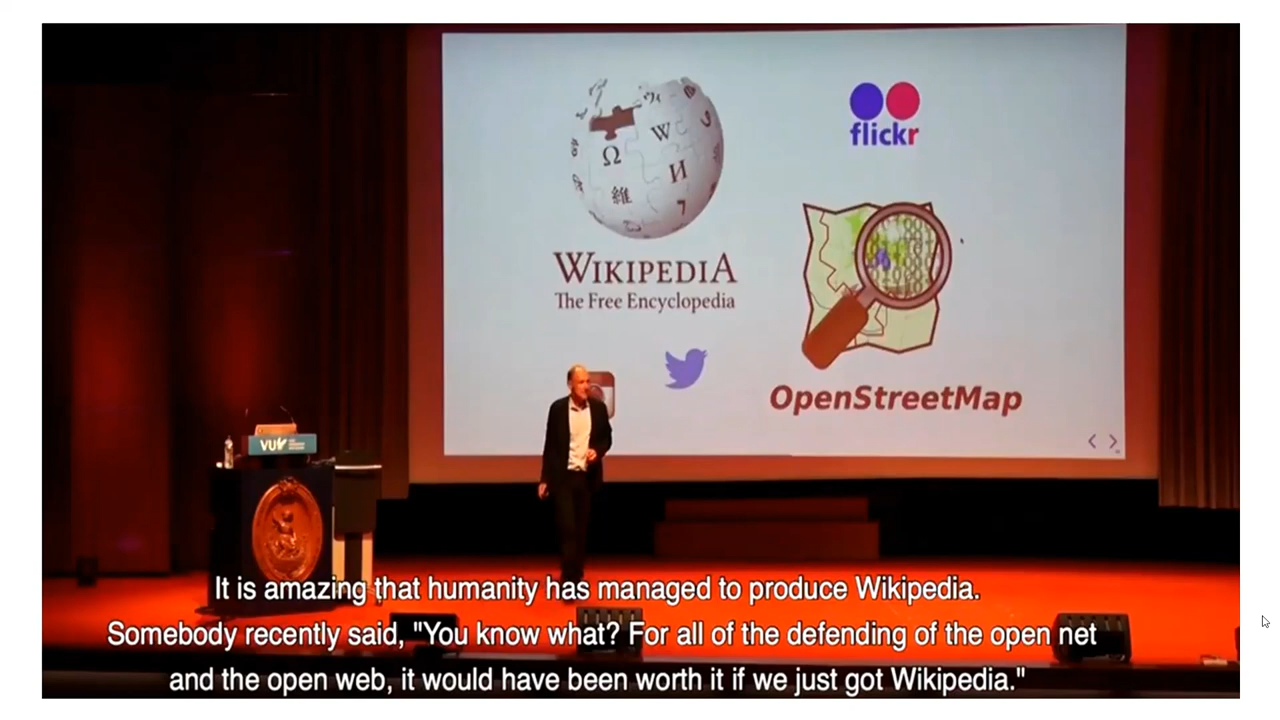 Ω
W
И
維
7
WIKIPEDIA
The Free Encyclopedia
flickr
OpenStreetMap
< >
VU
It is amazing that humanity has managed to produce Wikipedia.
Somebody recently said, "You know what? For all of the defending of the open net
and the open web, it would have been worth it if we just got Wikipedia."